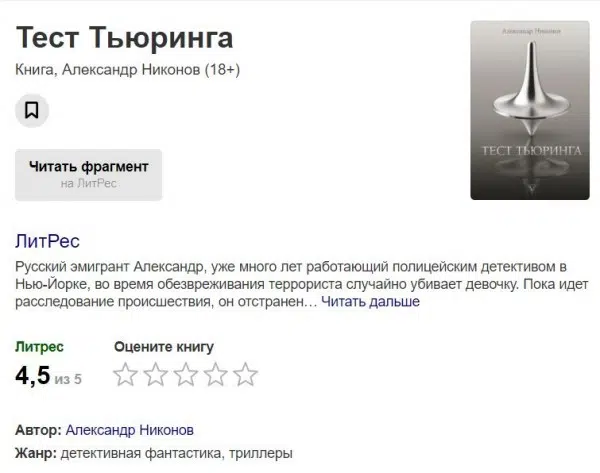 Тест Тьюринга
Книга, Александр Никонов (18+)
Читать фрагмент
на ЛитРес
Александр Никонов
ТЕСТ ТЬЮРИНГА
ЛитРес
Русский эмигрант Александр, уже много лет работающий полицейским детективом в
Нью-Йорке, во время обезвреживания террориста случайно убивает девочку. Пока идет
расследование происшествия, он отстранен… Читать дальше
Литрес
Оцените книгу
4,5 из 5
Автор: Александр Никонов
Жанр: детективная фантастика, триллеры